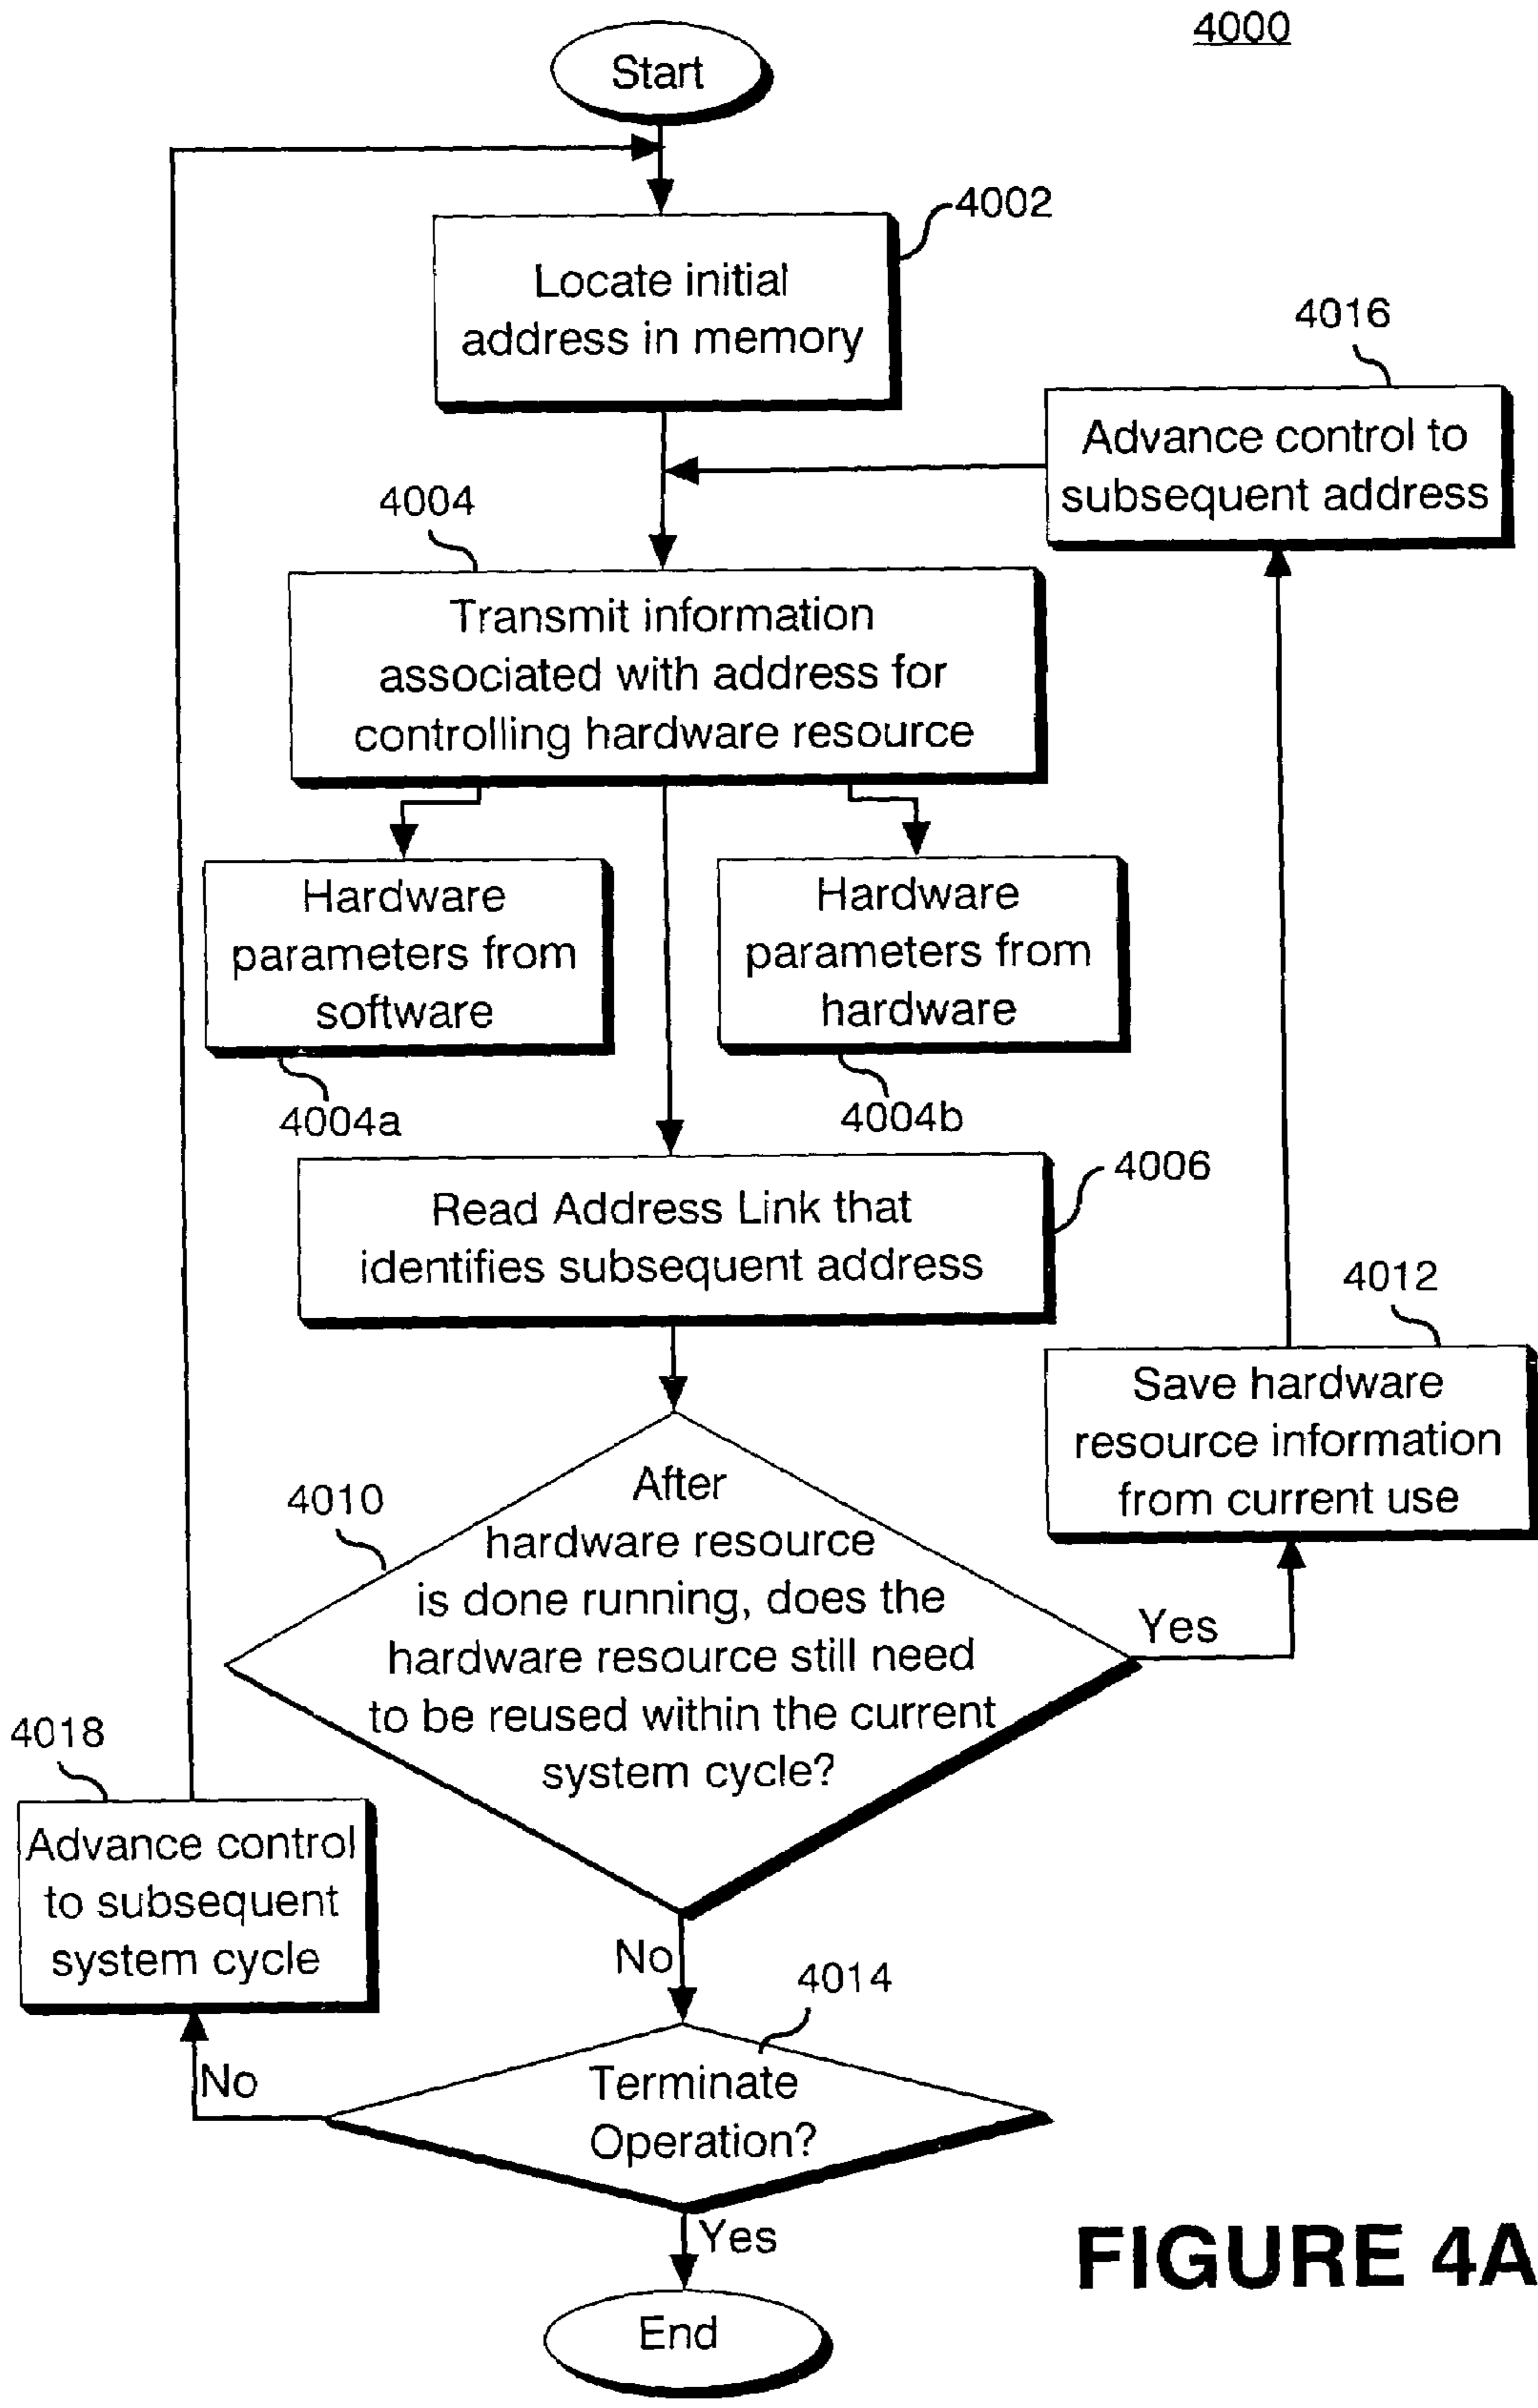 4000
Start
4002
Locate initial
address in memory
4016
Advance control to
subsequent address
4004
Transmit information
associated with address for
controlling hardware resource
Hardware
parameters from
software
4004a
Hardware
parameters from
hardware
4004b
4006
Read Address Link that
identifies subsequent address
4012
Save hardware
resource information
from current use
4010
After
hardware resource
is done running, does the
hardware resource still need
to be reused within the current
system cycle?
Yes
4018
Advance control
to subsequent
system cycle
No
4014
Terminate
Operation?
No
Yes
End
FIGURE 4A